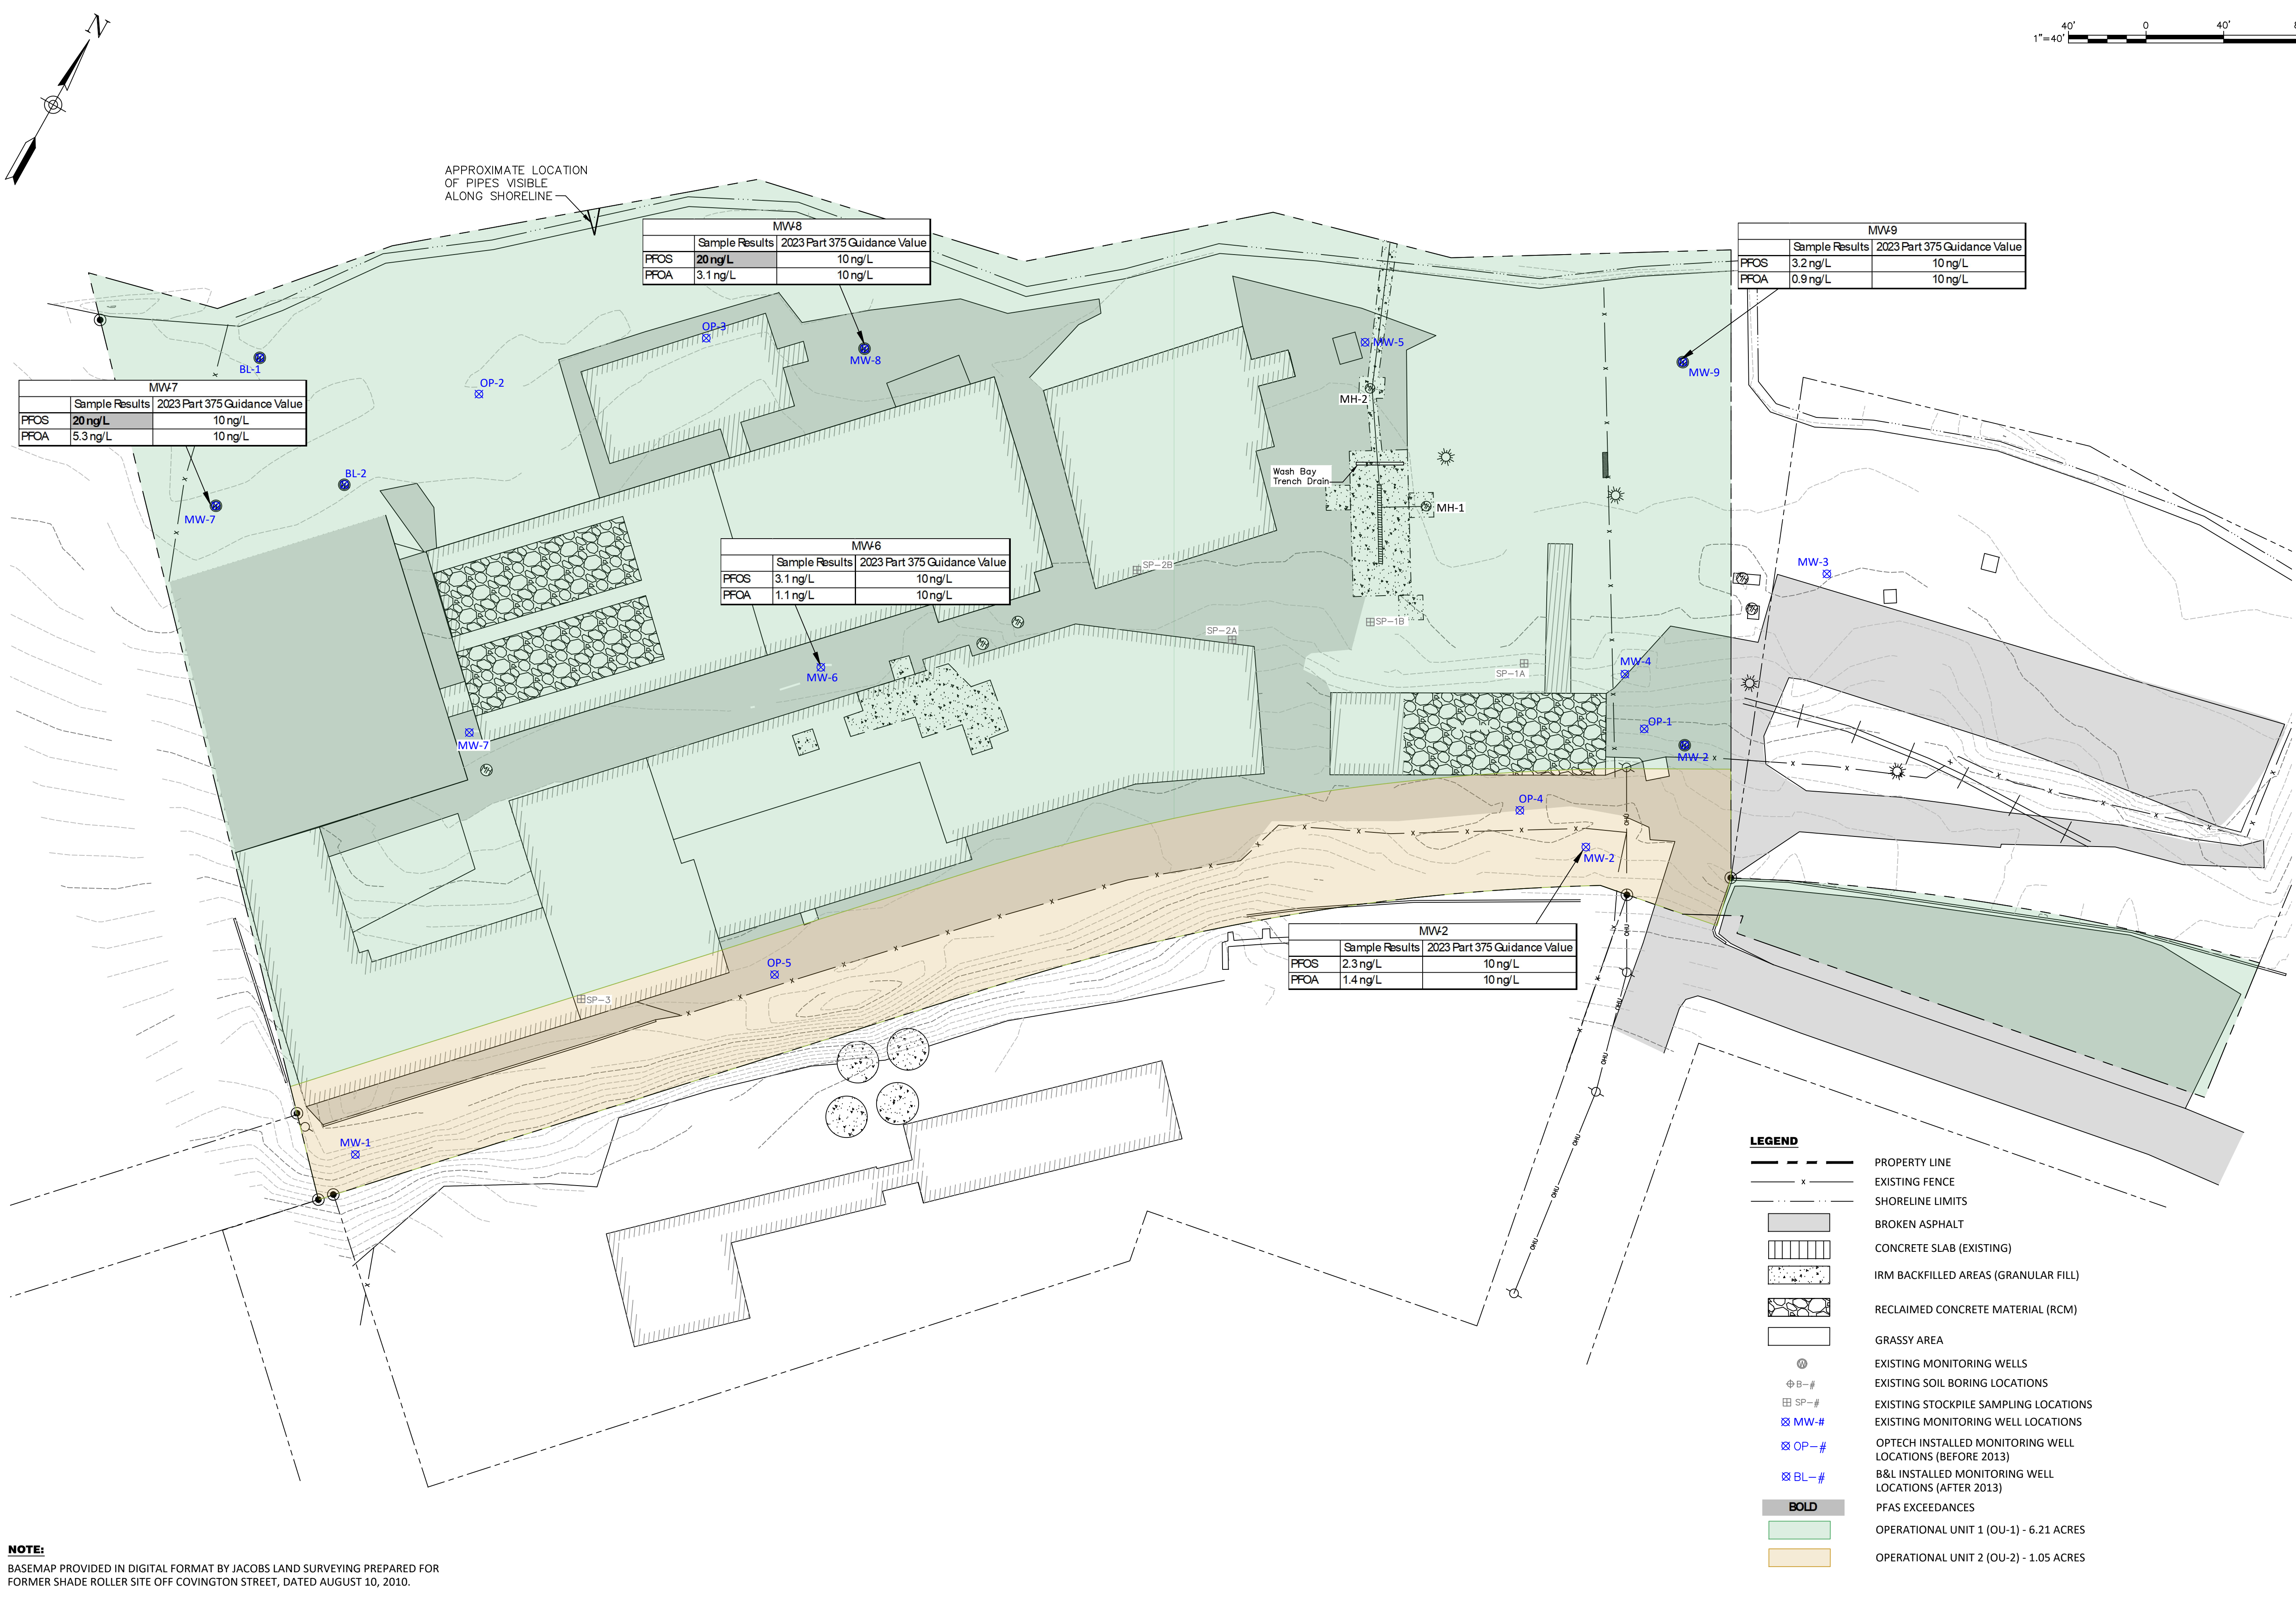 N
40' 0 40'
1"=40'
APPROXIMATE LOCATION
OF PIPES VISIBLE
ALONG SHORELINE
MW-8
Sample Results 2023 Part 375 Guidance Value
PFOS 20 ng/L 10 ng/L
PFOA 3.1 ng/L 10 ng/L
MW-9
Sample Results 2023 Part 375 Guidance Value
PFOS 3.2 ng/L 10 ng/L
PFOA 0.9 ng/L 10 ng/L
OP-3
MW-8
MW-5
MW-9
BL-1
OP-2
MH-2
MW-7
Sample Results 2023 Part 375 Guidance Value
PFOS 20 ng/L 10 ng/L
PFOA 5.3 ng/L 10 ng/L
BL-2
MW-7
Wash Bay
Trench Drain
MH-1
MW-6
Sample Results 2023 Part 375 Guidance Value
PFOS 3.1 ng/L 10 ng/L
PFOA 1.1 ng/L 10 ng/L
SP-2B
MW-3
SP-1B
SP-2A
MW-6
SP-1A
MW-4
MW-7
OP-1
MW-2
OP-4
OHU
MW-2
MW-2
Sample Results 2023 Part 375 Guidance Value
PFOS 2.3 ng/L 10 ng/L
PFOA 1.4 ng/L 10 ng/L
OHU
OP-5
SP-3
OHU
OHU
OHU
OHU
OHU
MW-1
LEGEND
PROPERTY LINE
x EXISTING FENCE
SHORELINE LIMITS
BROKEN ASPHALT
CONCRETE SLAB (EXISTING)
IRM BACKFILLED AREAS (GRANULAR FILL)
RECLAIMED CONCRETE MATERIAL (RCM)
GRASSY AREA
EXISTING MONITORING WELLS
B-# EXISTING SOIL BORING LOCATIONS
SP-# EXISTING STOCKPILE SAMPLING LOCATIONS
MW-# EXISTING MONITORING WELL LOCATIONS
OP-# OPTECH INSTALLED MONITORING WELL
LOCATIONS (BEFORE 2013)
BL-# B&L INSTALLED MONITORING WELL
LOCATIONS (AFTER 2013)
BOLD PFAS EXCEEDANCES
OPERATIONAL UNIT 1 (OU-1) - 6.21 ACRES
OPERATIONAL UNIT 2 (OU-2) - 1.05 ACRES
NOTE:
BASEMAP PROVIDED IN DIGITAL FORMAT BY JACOBS LAND SURVEYING PREPARED FOR
FORMER SHADE ROLLER SITE OFF COVINGTON STREET, DATED AUGUST 10, 2010.